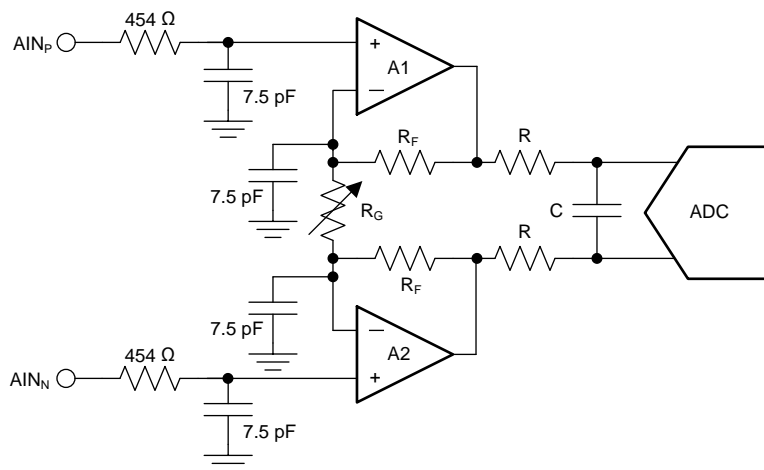 454 Ω
AINP
+
A1
7.5 pF
−
RF
R
7.5 pF
RG
C
ADC
RF
R
7.5 pF
−
454 Ω
A2
AINN
+
7.5 pF